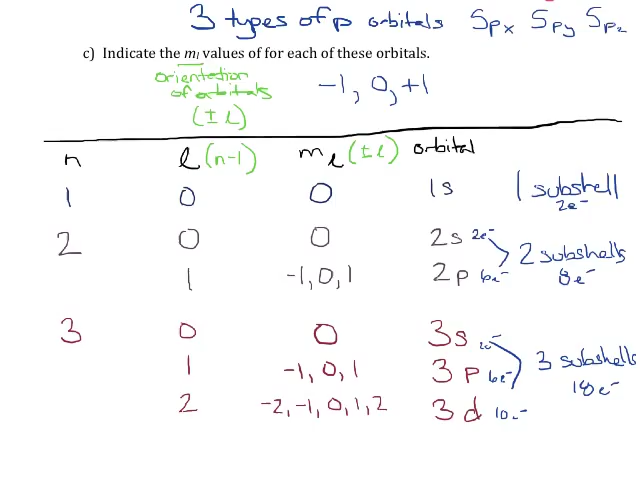 3 types of p orbitals 5px 5py 5pz
c) Indicate the ml values of for each of these orbitals.
orientation of orbitals (± l)
-1, 0, +1
n l (n-1) ml (± l) orbital
1 0 0 1s 1 subshell 2e-
2 0 0 2s 2e-
1 -1, 0, 1 2p 6e-
2 subshells 8e-
3 0 0 3s 2e-
1 -1, 0, 1 3p 6e-
2 -2, -1, 0, 1, 2 3d 10e-
3 subshells 18e-